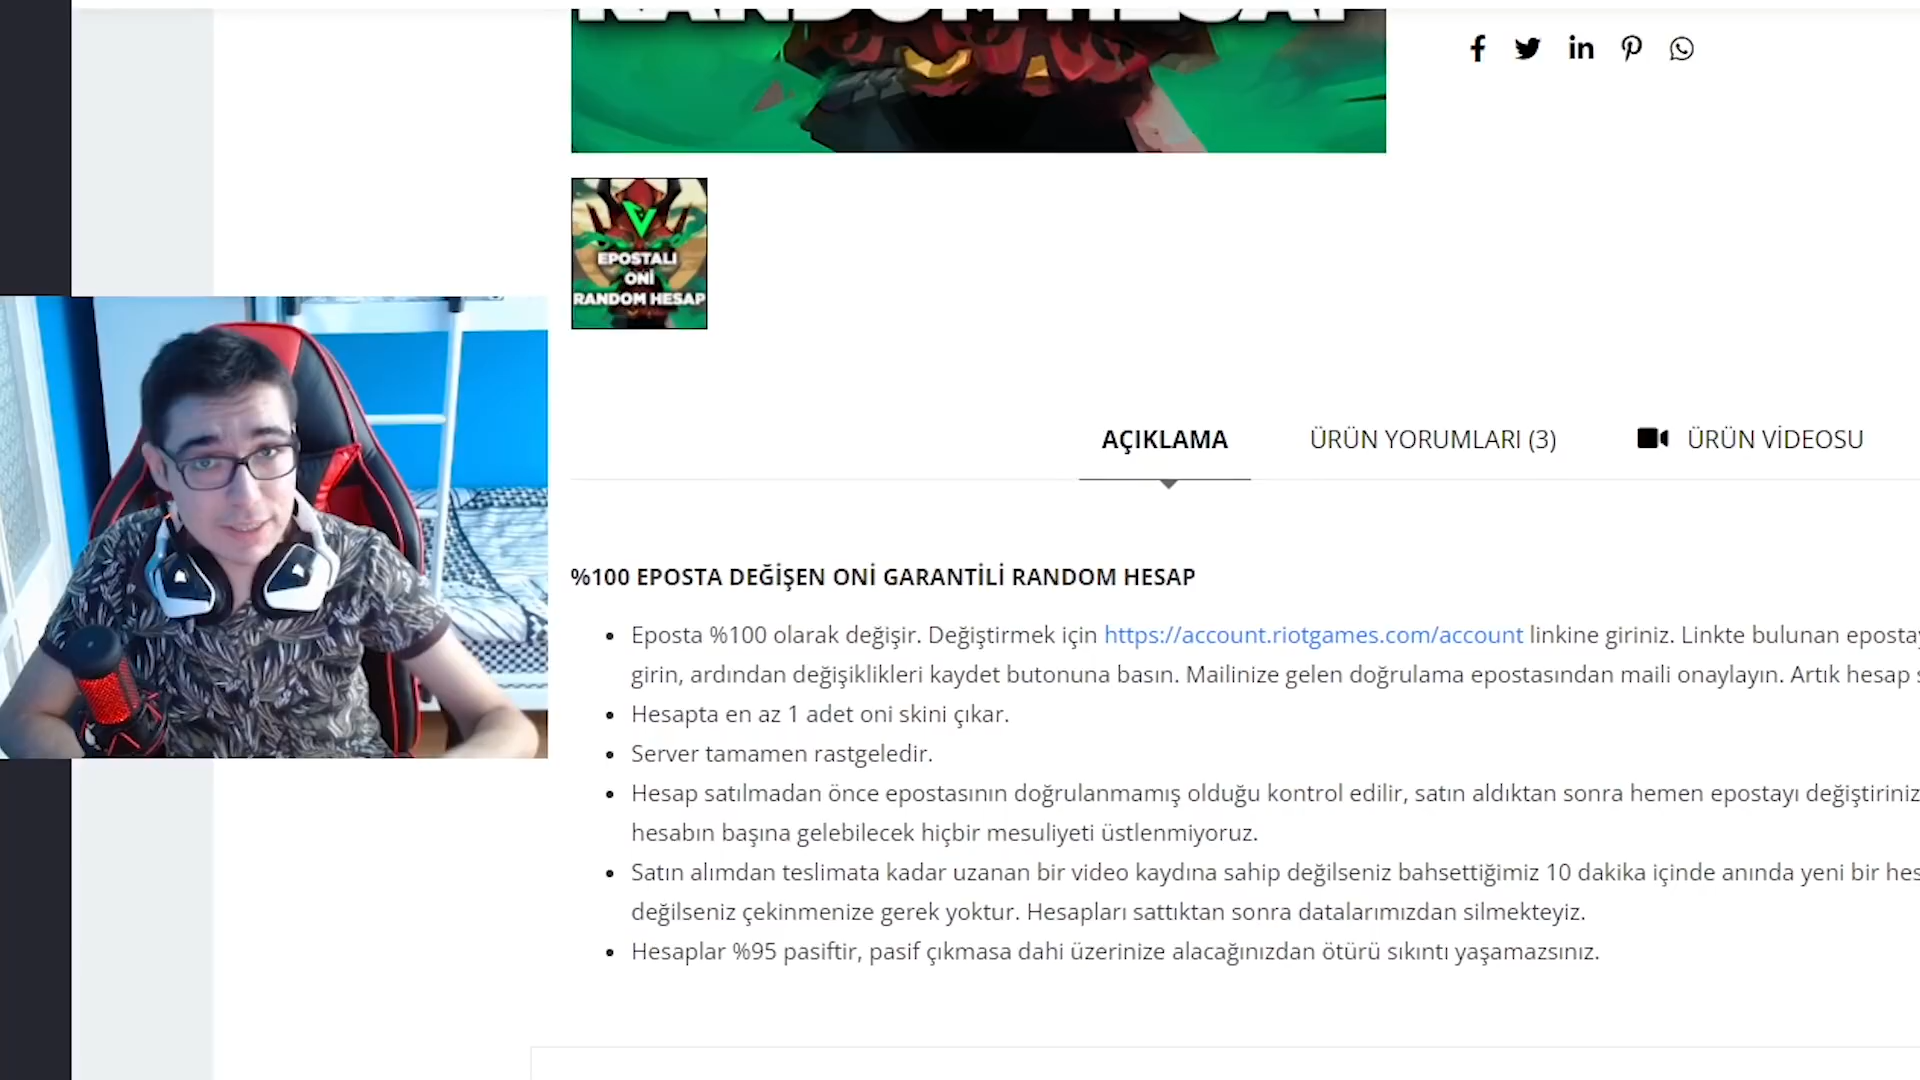 RANDOM HESAP
EPOSTALI
ONİ
RANDOM HESAP
AÇIKLAMA
ÜRÜN YORUMLARI (3)
ÜRÜN VİDEOSU
%100 EPOSTA DEĞİŞEN ONİ GARANTİLİ RANDOM HESAP
Eposta %100 olarak değişir. Değiştirmek için https://account.riotgames.com/account linkine giriniz. Linkte bulunan epostay
girin, ardından değişiklikleri kaydet butonuna basın. Mailinize gelen doğrulama epostasından maili onaylayın. Artık hesap s
Hesapta en az 1 adet oni skini çıkar.
Server tamamen rastgeledir.
Hesap satılmadan önce epostasının doğrulanmamış olduğu kontrol edilir, satın aldıktan sonra hemen epostayı değiştiriniz
hesabın başına gelebilecek hiçbir mesuliyeti üstlenmiyoruz.
Satın alımdan teslimata kadar uzanan bir video kaydına sahip değilseniz bahsettiğimiz 10 dakika içinde anında yeni bir hes
değilseniz çekinmenize gerek yoktur. Hesapları sattıktan sonra datalarımızdan silmekteyiz.
Hesaplar %95 pasiftir, pasif çıkmasa dahi üzerinize alacağınızdan ötürü sıkıntı yaşamazsınız.